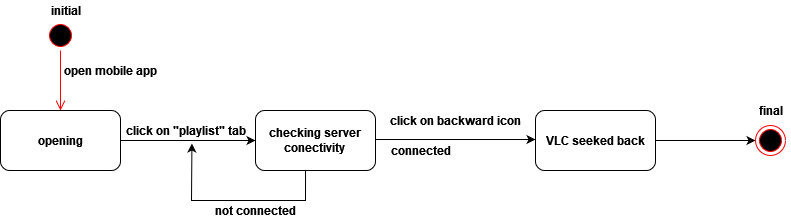 initial
open mobile app
opening
click on "playlist" tab
checking server
conectivity
not connected
click on backward icon
connected
VLC seeked back
final